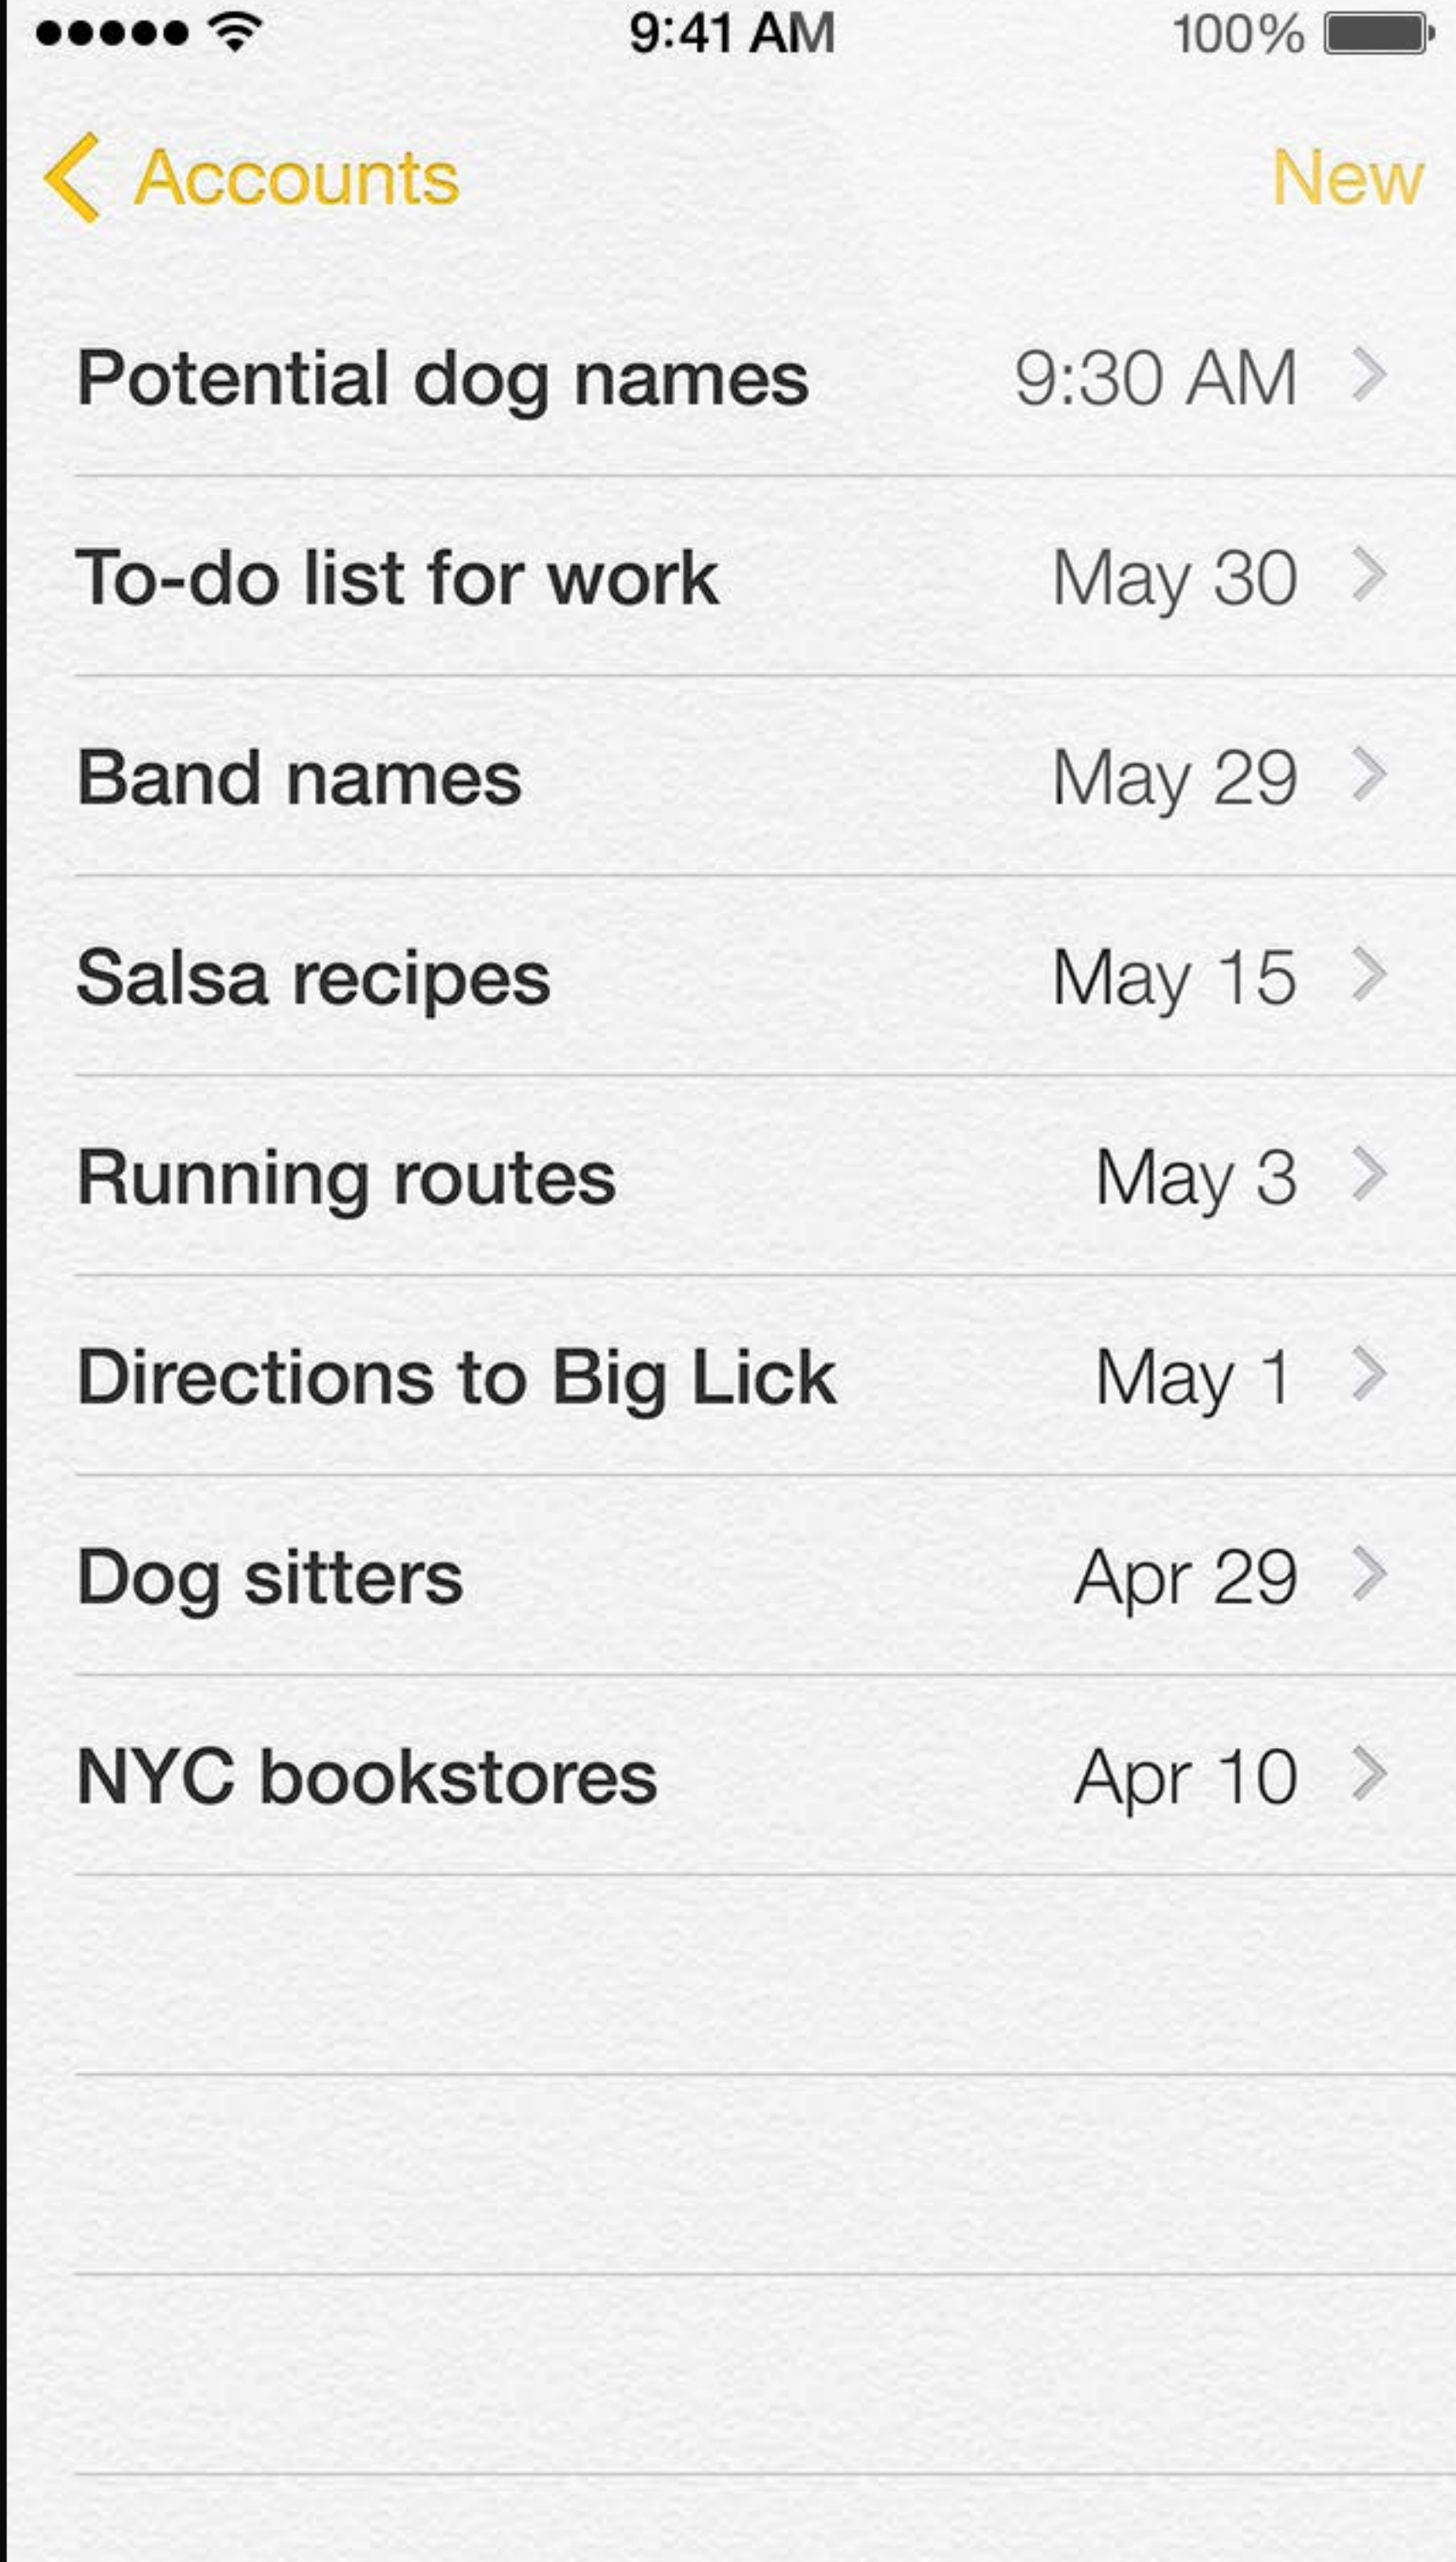 9:41 AM 100%
Accounts New
Potential dog names 9:30 AM
To-do list for work May 30
Band names May 29
Salsa recipes May 15
Running routes May 3
Directions to Big Lick May 1
Dog sitters Apr 29
NYC bookstores Apr 10